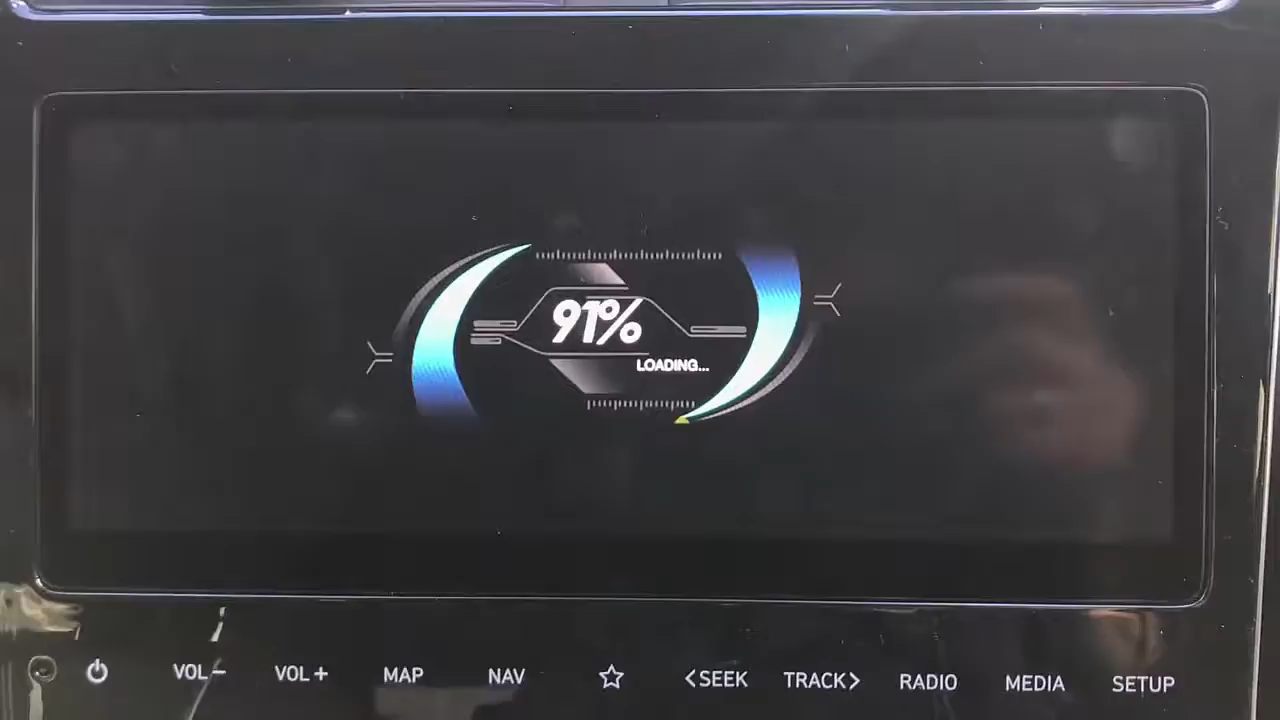 91%
LOADING...
VOL− VOL+ MAP NAV <SEEK TRACK> RADIO MEDIA SETUP